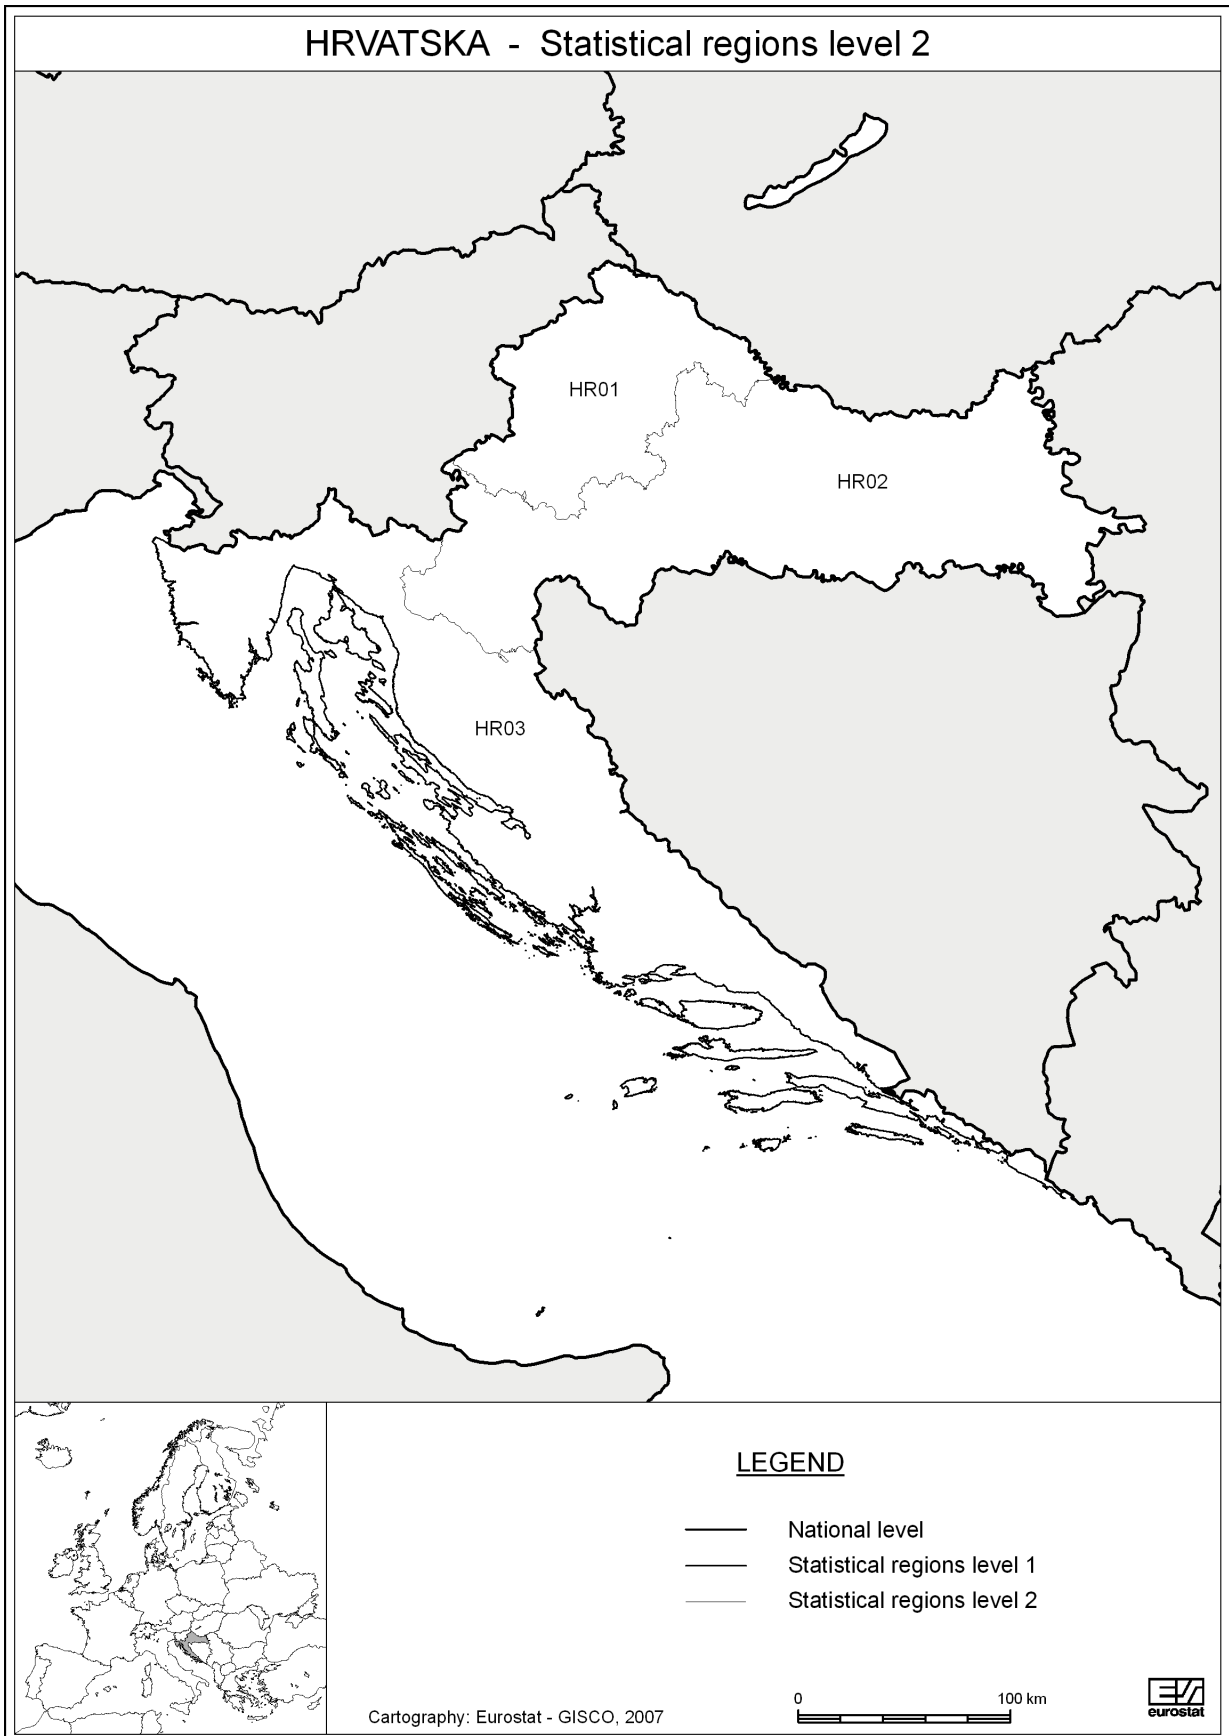 HRVATSKA - Statistical regions level 2
HR01
HR02
HR03
LEGEND
National level
Statistical regions level 1
Statistical regions level 2
Cartography: Eurostat - GISCO, 2007
0 100 km
eurostat